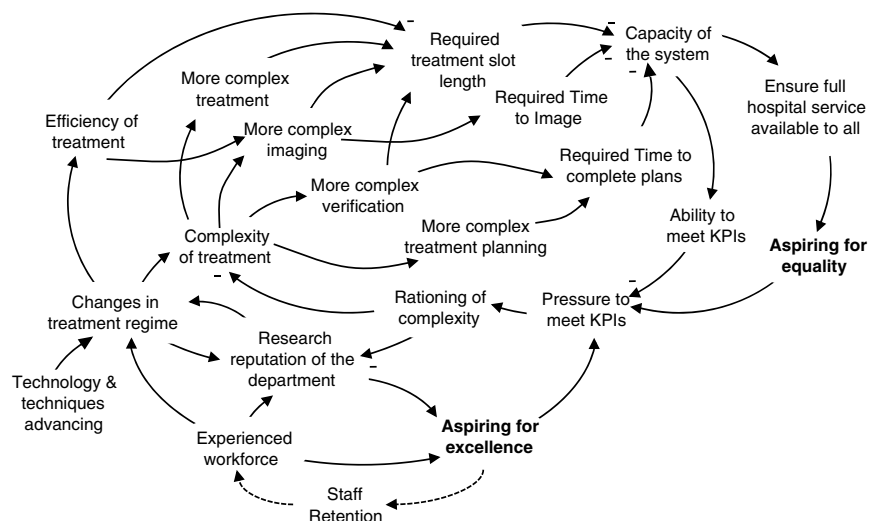 Required
treatment slot
length
Capacity of
the system
More complex
treatment
Ensure full
hospital service
available to all
Efficiency of
treatment
More complex
imaging
Required Time
to Image
Required Time to
complete plans
More complex
verification
More complex
treatment planning
Ability to
meet KPIs
Complexity
of treatment
Aspiring for
equality
Changes in
treatment regime
Rationing of
complexity
Pressure to
meet KPIs
Research
reputation of the
department
Technology &
techniques
advancing
Experienced
workforce
Aspiring for
excellence
Staff
Retention
-
-
-
-
-
-
-